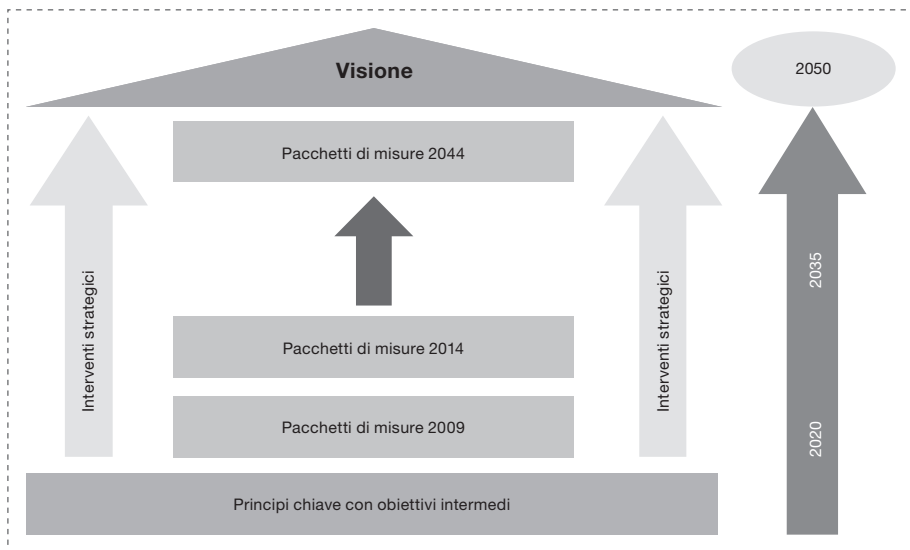 Visione
2050
Pacchetti di misure 2044
Interventi strategici
Interventi strategici
2035
Pacchetti di misure 2014
Pacchetti di misure 2009
2020
Principi chiave con obiettivi intermedi